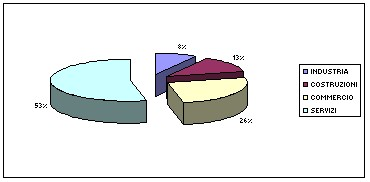 8%
13%
53%
26%
INDUSTRIA
COSTRUZIONI
COMMERCIO
SERVIZI